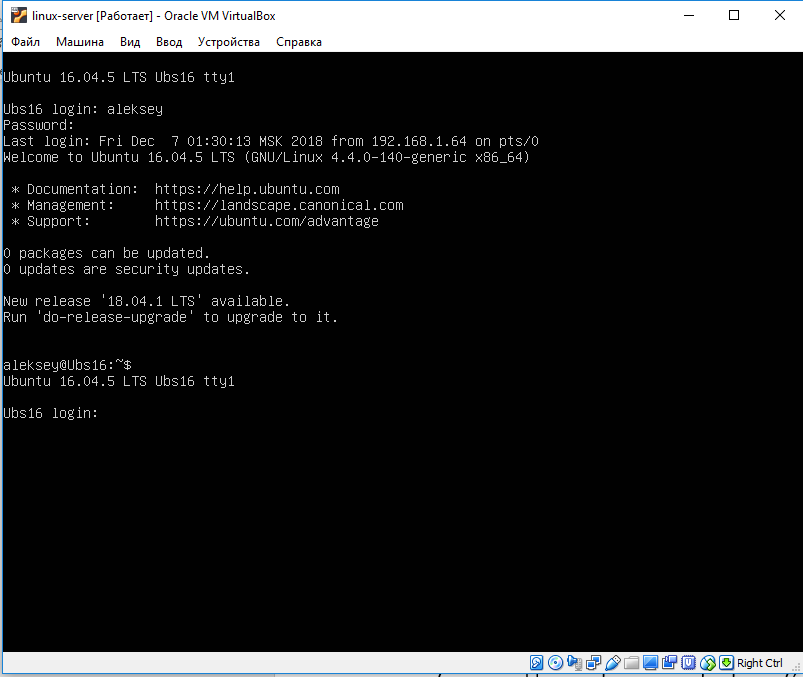 linux-server [Работает] - Oracle VM VirtualBox
Файл Машина Вид Ввод Устройства Справка
Ubuntu 16.04.5 LTS Ubs16 tty1
Ubs16 login: aleksey
Password:
Last login: Fri Dec  7 01:30:13 MSK 2018 from 192.168.1.64 on pts/0
Welcome to Ubuntu 16.04.5 LTS (GNU/Linux 4.4.0-140-generic x86_64)
* Documentation:  https://help.ubuntu.com
* Management:     https://landscape.canonical.com
* Support:        https://ubuntu.com/advantage
0 packages can be updated.
0 updates are security updates.
New release '18.04.1 LTS' available.
Run 'do-release-upgrade' to upgrade to it.
aleksey@Ubs16:~$
Ubuntu 16.04.5 LTS Ubs16 tty1
Ubs16 login:
Right Ctrl